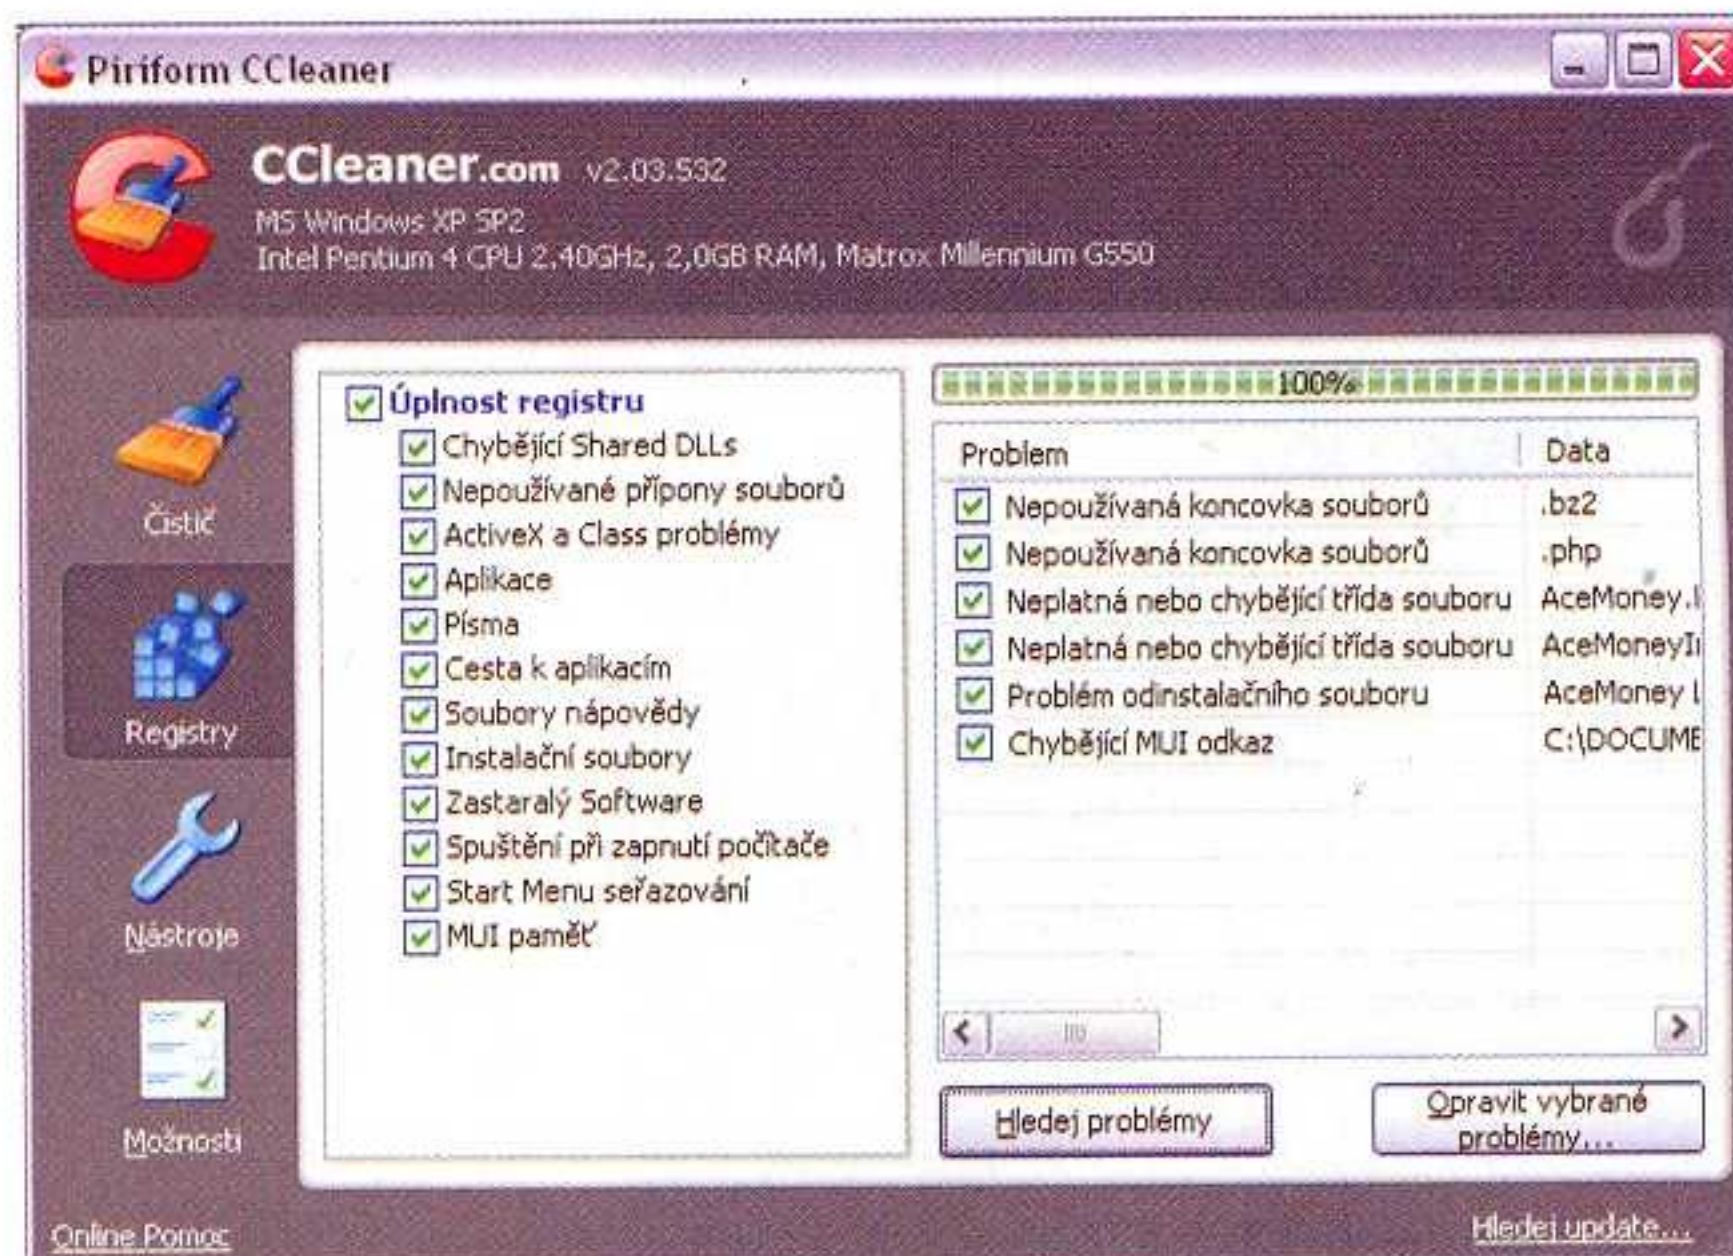 Piriform CCleaner
CCleaner.com v2.03.532
MS Windows XP SP2
Intel Pentium 4 CPU 2.40GHz, 2,0GB RAM, Matrox Millennium G550
Čistič
Registry
Nástroje
Možnosti
Úplnost registru
Chybějící Shared DLLs
Nepoužívané přípony souborů
ActiveX a Class problémy
Aplikace
Písma
Cesta k aplikacím
Soubory nápovědy
Instalační soubory
Zastaralý Software
Spuštění při zapnutí počítače
Start Menu seřazování
MUI paměť
100%
Problem Data
Nepoužívaná koncovka souborů .bz2
Nepoužívaná koncovka souborů .php
Neplatná nebo chybějící třída souboru AceMoney.
Neplatná nebo chybějící třída souboru AceMoneyI
Problém odinstalačního souboru AceMoney L
Chybějící MUI odkaz C:\DOCUME
Hledej problémy
Opravit vybrané
problémy...
Online Pomoc
Hledej update...